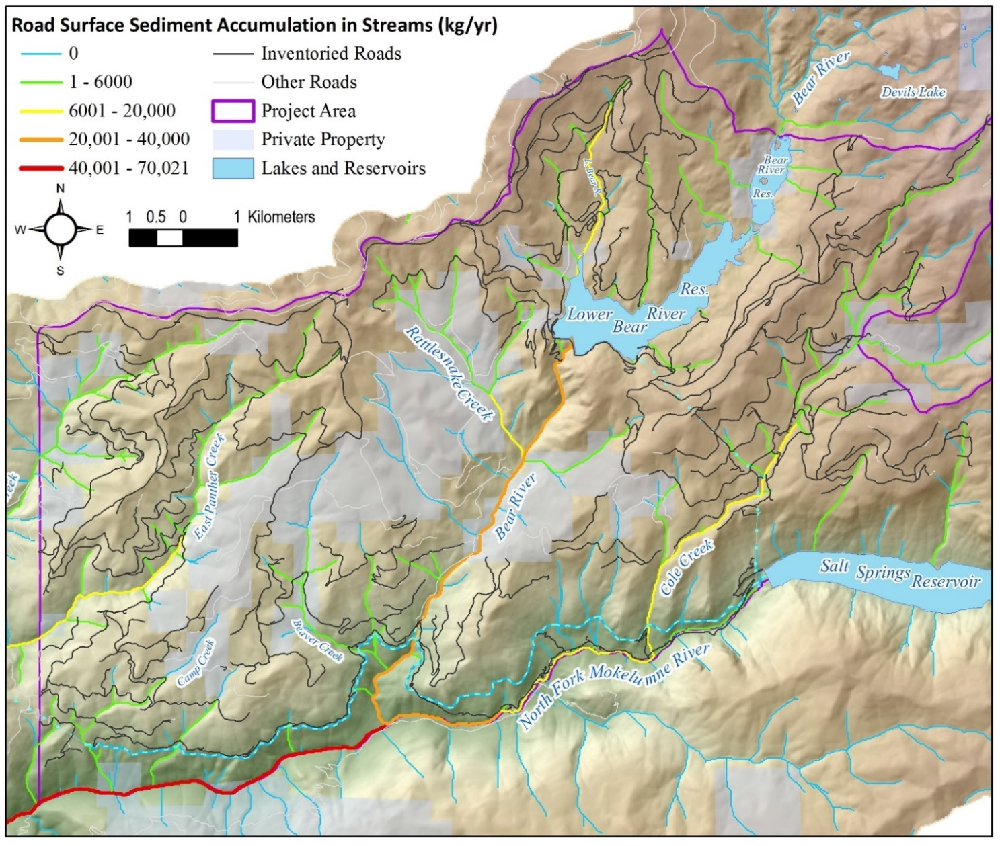 Road Surface Sediment Accumulation in Streams (kg/yr)
0
1 - 6000
6001 - 20,000
20,001 - 40,000
40,001 - 70,021
Inventoried Roads
Other Roads
Project Area
Private Property
Lakes and Reservoirs
N
W
E
S
1 0.5 0 1 Kilometers
Bear River
Devils Lake
Bear
River
Res.
L. Bear R.
Lower Bear River Res.
Rattlesnake Creek
East Panther Creek
reek
Bear River
Cole Creek
Salt Springs Reservoir
Beaver Creek
Camp Creek
North Fork Mokelumne River